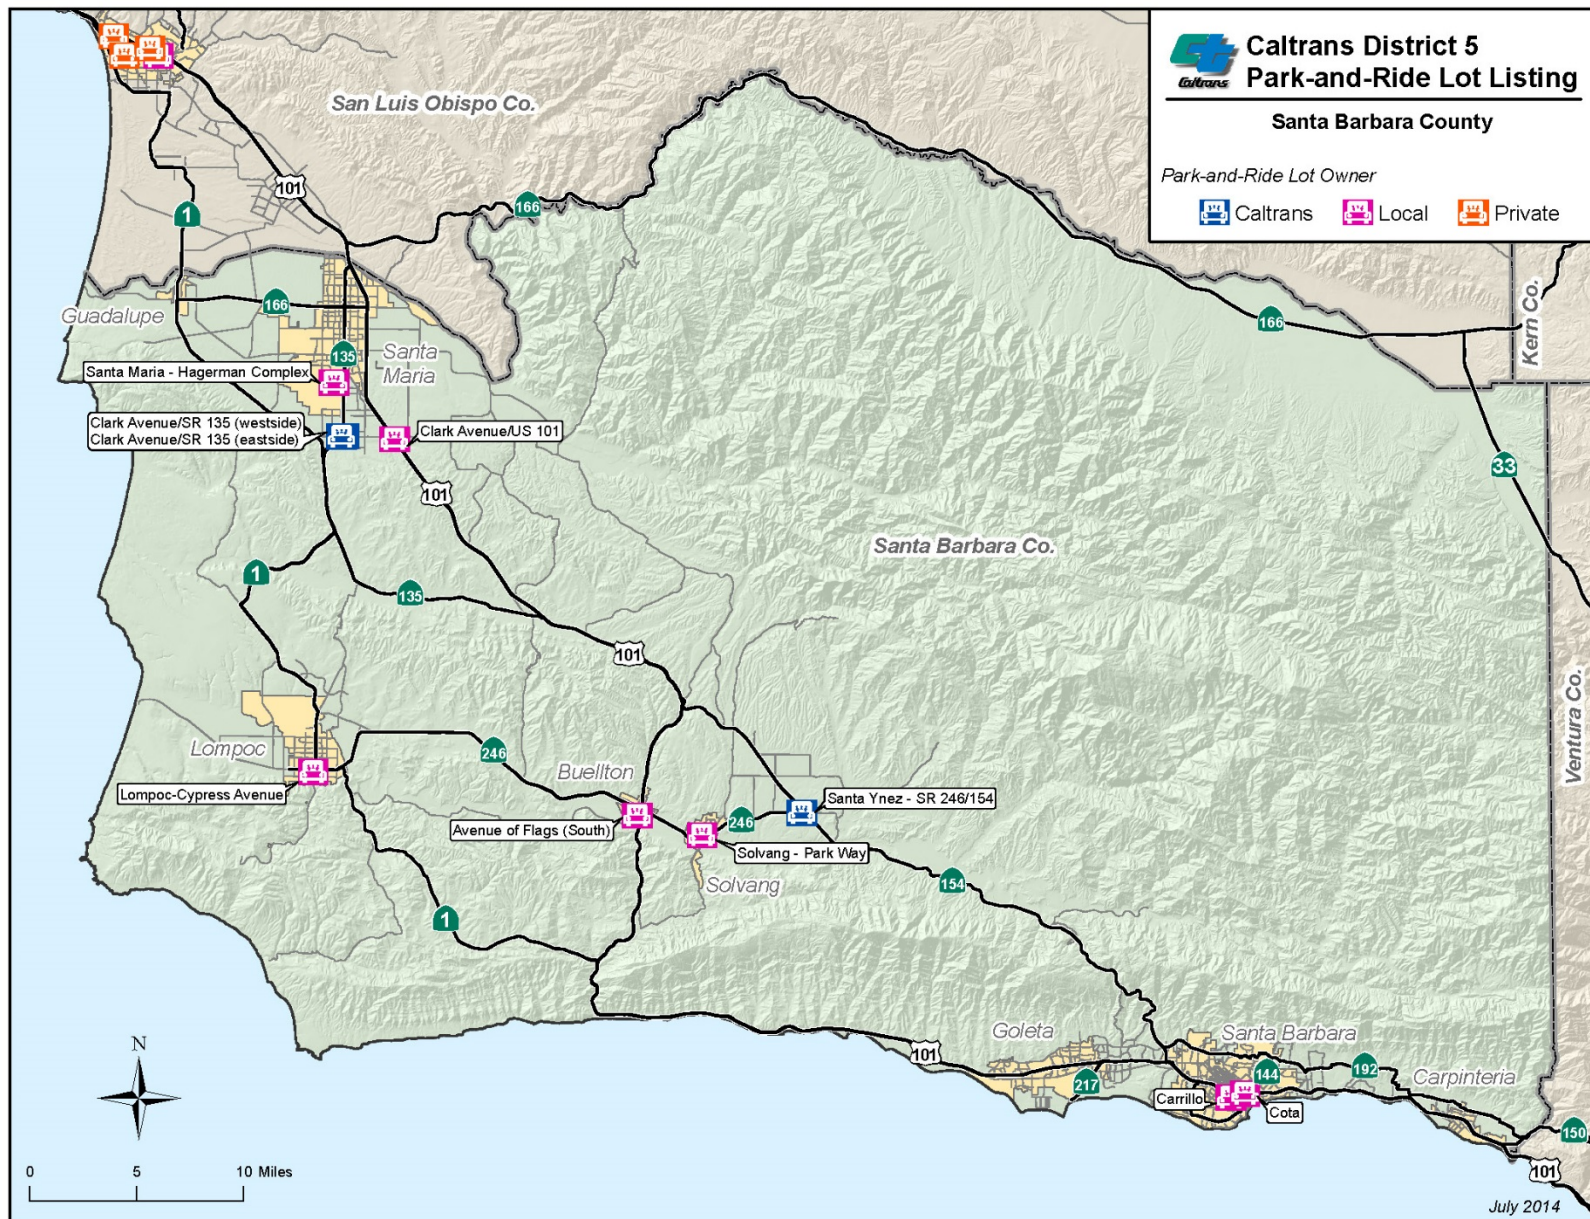 Caltrans District 5
Park-and-Ride Lot Listing
Caltrans
Santa Barbara County
Park-and-Ride Lot Owner
Caltrans
Local
Private
San Luis Obispo Co.
101
1
166
166
Guadalupe
166
Kern Co.
135
Santa
Maria
Santa Maria - Hagerman Complex
Clark Avenue/SR 135 (westside)
Clark Avenue/SR 135 (eastside)
Clark Avenue/US 101
33
101
Santa Barbara Co.
1
135
101
Ventura Co.
Lompoc
246
Buellton
Lompoc-Cypress Avenue
Santa Ynez - SR 246/154
Avenue of Flags (South)
246
Solvang - Park Way
Solvang
154
1
N
Goleta
Santa Barbara
101
217
144
192
Carpinteria
Carrillo
Cota
150
101
0 5 10 Miles
July 2014